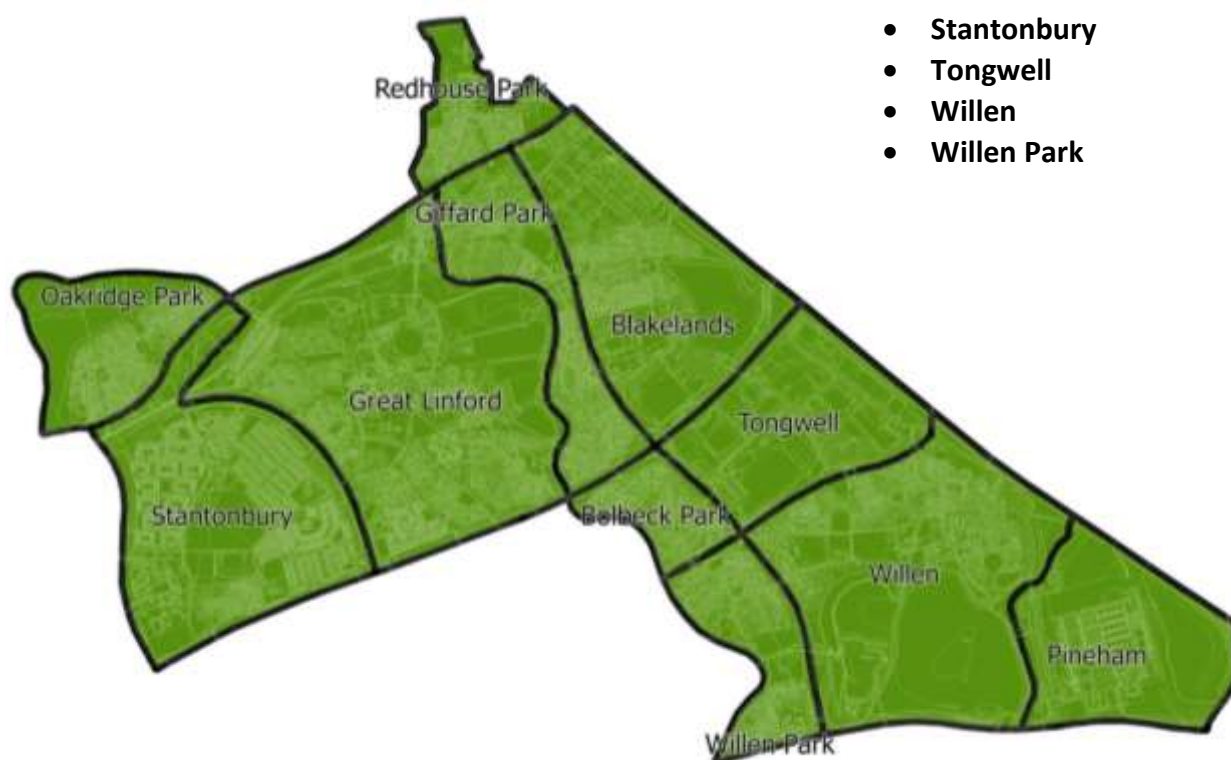 • Stantonbury
• Tongwell
• Willen
• Willen Park
Redhouse Park
Giffard Park
Oakridge Park
Blakelands
Great Linford
Tongwell
Stantonbury
Bolbeck Park
Willen
Pineham
Willen Park